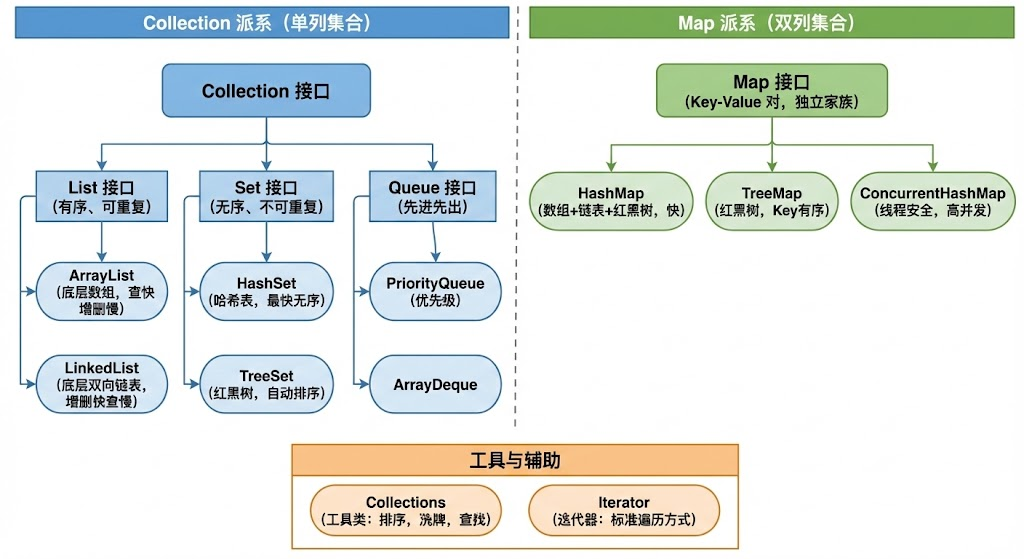 Collection 派系（单列集合）
Map 派系（双列集合）
Collection 接口
Map 接口
(Key-Value 对，独立家族)
List 接口
(有序、可重复)
Set 接口
(无序、不可重复)
Queue 接口
(先进先出)
HashMap
(数组+链表+红黑树，快)
TreeMap
(红黑树，Key有序)
ConcurrentHashMap
(线程安全，高并发)
ArrayList
(底层数组，查快
增删慢)
HashSet
(哈希表，最快无序)
PriorityQueue
(优先级)
LinkedList
(底层双向链表，
增删快查慢)
TreeSet
(红黑树，自动排序)
ArrayDeque
工具与辅助
Collections
(工具类：排序，洗牌，查找)
Iterator
(迭代器：标准遍历方式)